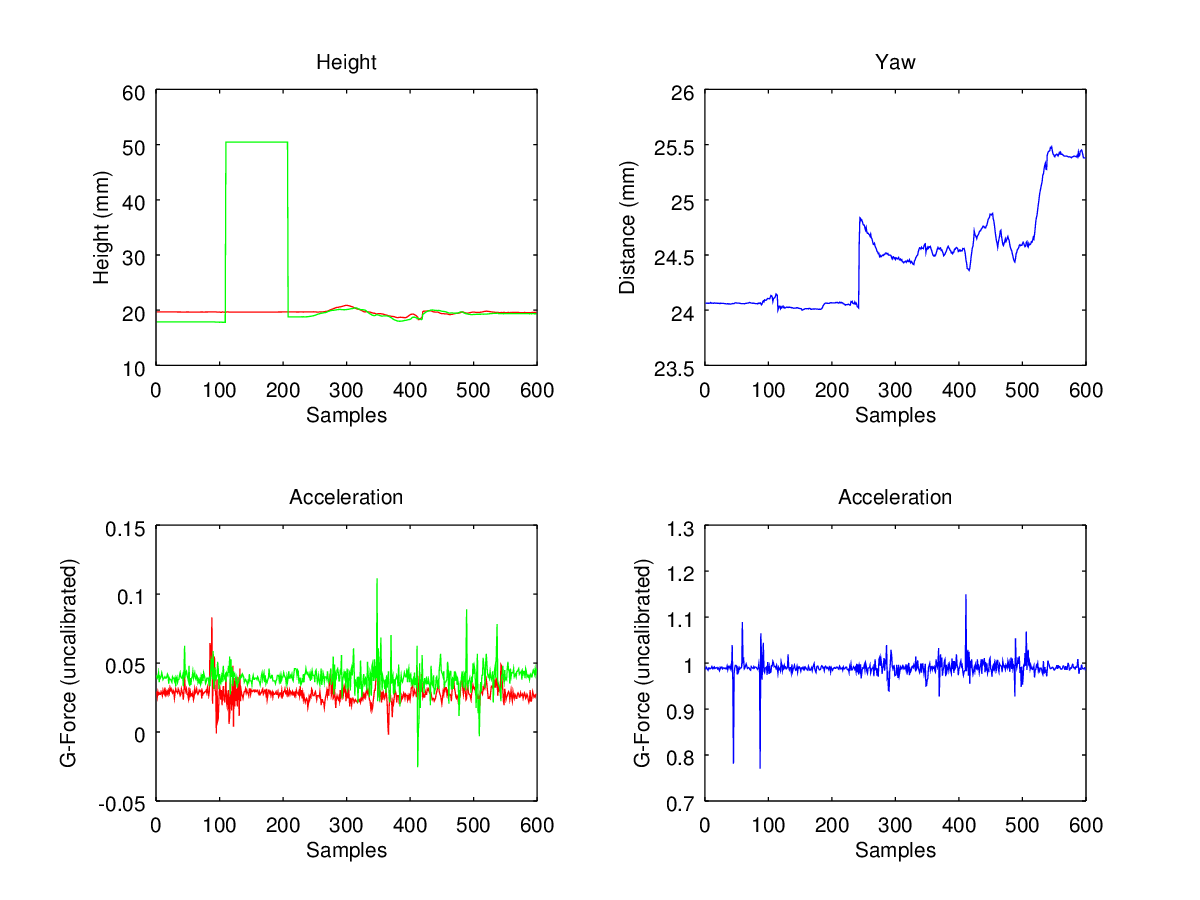 Height
60
50
40
30
20
10
Height (mm)
0 100 200 300 400 500 600
Samples
Yaw
26
25.5
25
24.5
24
23.5
Distance (mm)
0 100 200 300 400 500 600
Samples
Acceleration
0.15
0.1
0.05
0
-0.05
G-Force (uncalibrated)
0 100 200 300 400 500 600
Samples
Acceleration
1.3
1.2
1.1
1
0.9
0.8
0.7
G-Force (uncalibrated)
0 100 200 300 400 500 600
Samples